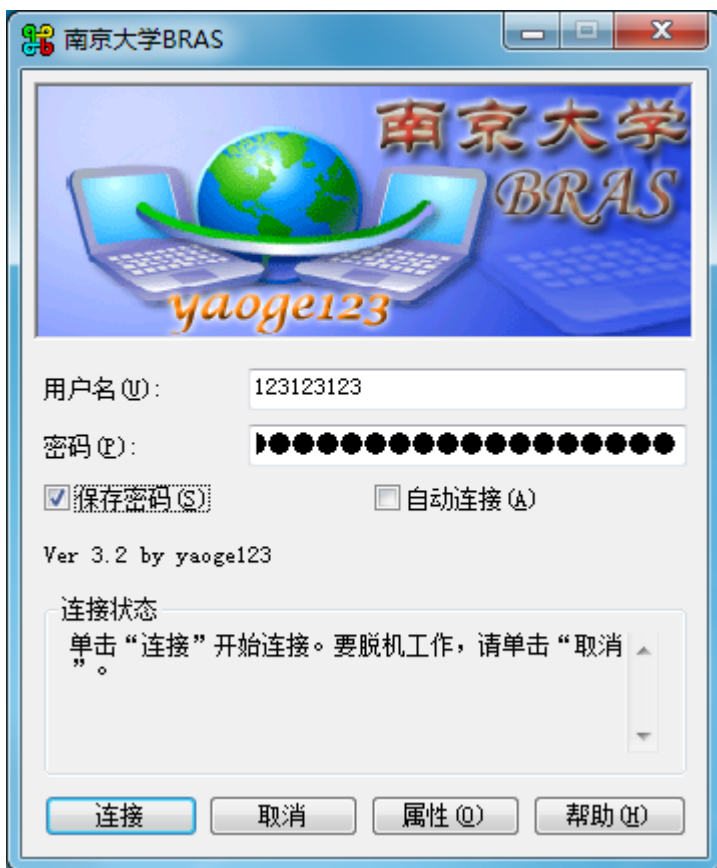 南京大学BRAS
南京大学
BRAS
yaoge123
用户名(U):
123123123
密码(P):
保存密码(S)
自动连接(A)
Ver 3.2 by yaoge123
连接状态
单击“连接”开始连接。要脱机工作，请单击“取消
”。
连接
取消
属性(O)
帮助(H)